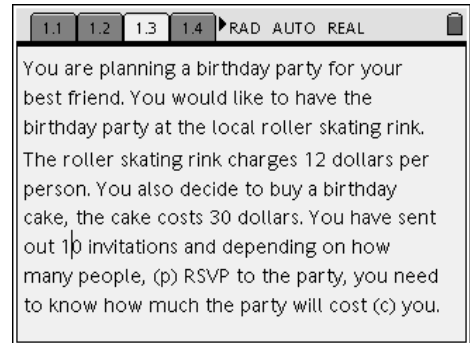 1.1 1.2 1.3 1.4 RAD AUTO REAL
You are planning a birthday party for your
best friend. You would like to have the
birthday party at the local roller skating rink.
The roller skating rink charges 12 dollars per
person. You also decide to buy a birthday
cake, the cake costs 30 dollars. You have sent
out 10 invitations and depending on how
many people, (p) RSVP to the party, you need
to know how much the party will cost (c) you.